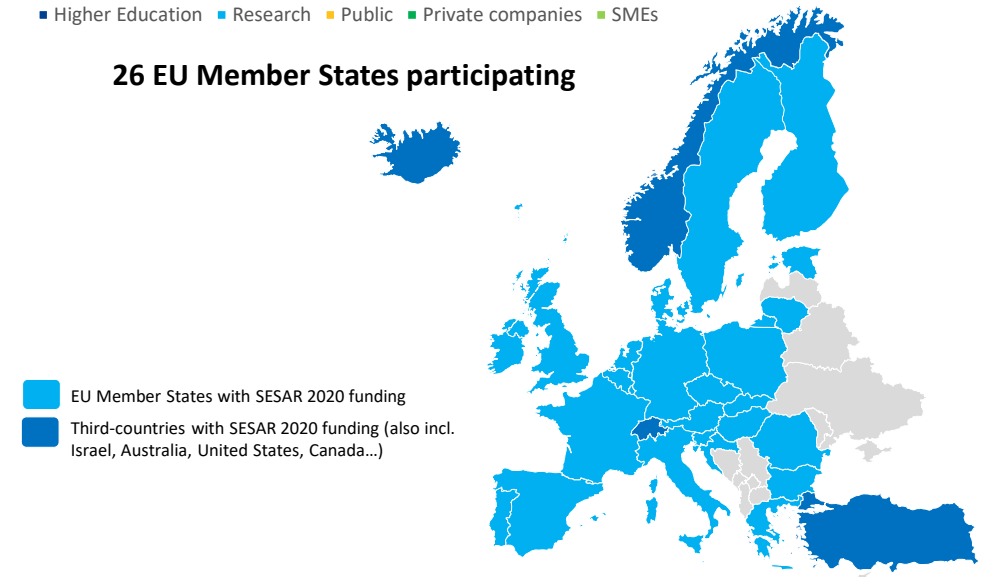 Higher Education Research Public Private companies SMEs
26 EU Member States participating
EU Member States with SESAR 2020 funding
Third-countries with SESAR 2020 funding (also incl.
Israel, Australia, United States, Canada…)